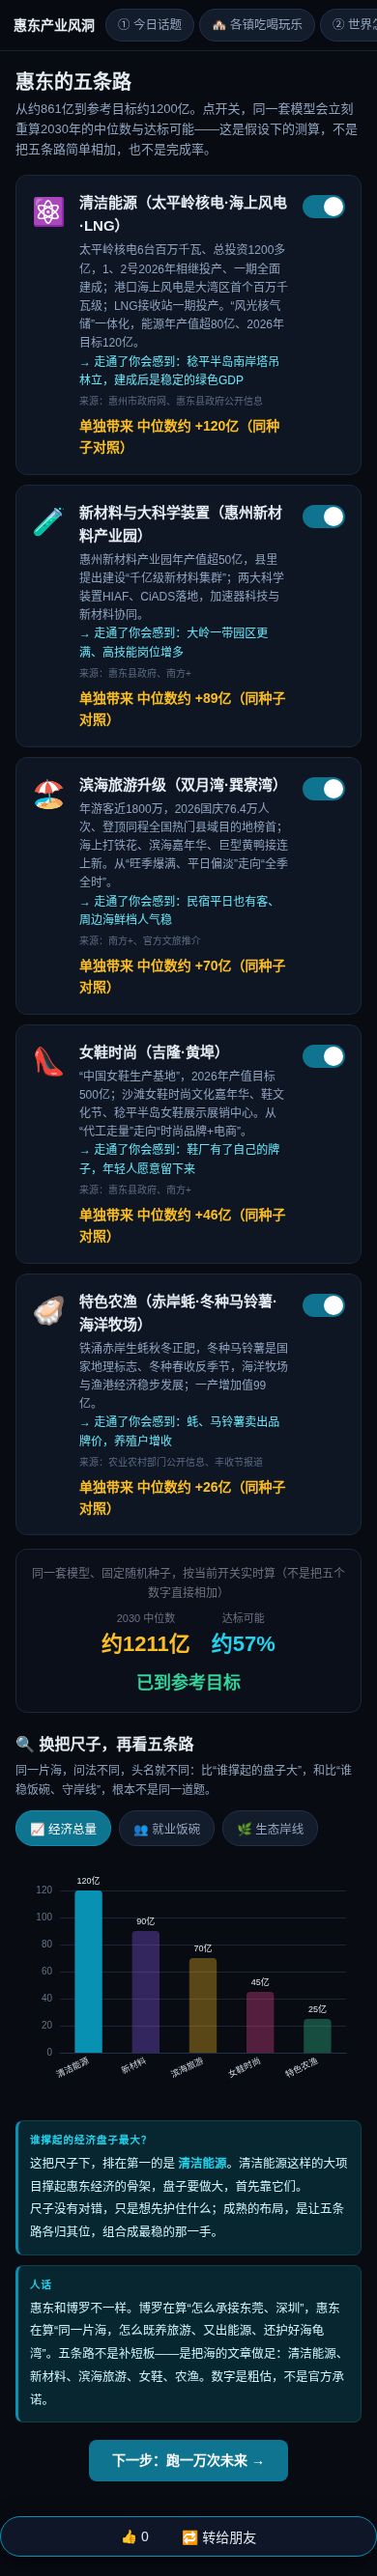 惠东产业风洞
① 今日话题
🏘️ 各镇吃喝玩乐
② 世界怎
惠东的五条路
从约861亿到参考目标约1200亿。点开关，同一套模型会立刻
重算2030年的中位数与达标可能——这是假设下的测算，不是
把五条路简单相加，也不是完成率。
清洁能源（太平岭核电·海上风电
·LNG）
太平岭核电6台百万千瓦、总投资1200多
亿，1、2号2026年相继投产、一期全面
建成；港口海上风电是大湾区首个百万千
瓦级；LNG接收站一期投产。“风光核气
储”一体化，能源年产值超80亿、2026年
目标120亿。
→ 走通了你会感到：稔平半岛南岸塔吊
林立，建成后是稳定的绿色GDP
来源：惠州市政府网、惠东县政府公开信息
单独带来 中位数约 +120亿（同种
子对照）
新材料与大科学装置（惠州新材
料产业园）
惠州新材料产业园年产值超50亿，县里
提出建设“千亿级新材料集群”；两大科学
装置HIAF、CiADS落地，加速器科技与
新材料协同。
→ 走通了你会感到：大岭一带园区更
满、高技能岗位增多
来源：惠东县政府、南方+
单独带来 中位数约 +89亿（同种子
对照）
滨海旅游升级（双月湾·巽寮湾）
年游客近1800万，2026国庆76.4万人
次、登顶同程全国热门县域目的地榜首；
海上打铁花、滨海嘉年华、巨型黄鸭接连
上新。从“旺季爆满、平日偏淡”走向“全季
全时”。
→ 走通了你会感到：民宿平日也有客、
周边海鲜档人气稳
来源：南方+、官方文旅推介
单独带来 中位数约 +70亿（同种子
对照）
女鞋时尚（吉隆·黄埠）
“中国女鞋生产基地”，2026年产值目标
500亿；沙滩女鞋时尚文化嘉年华、鞋文
化节、稔平半岛女鞋展示展销中心。从
“代工走量”走向“时尚品牌+电商”。
→ 走通了你会感到：鞋厂有了自己的牌
子，年轻人愿意留下来
来源：惠东县政府、南方+
单独带来 中位数约 +46亿（同种子
对照）
特色农渔（赤岸蚝·冬种马铃薯·
海洋牧场）
铁涌赤岸生蚝秋冬正肥，冬种马铃薯是国
家地理标志、冬种春收反季节，海洋牧场
与渔港经济稳步发展；一产增加值99
亿。
→ 走通了你会感到：蚝、马铃薯卖出品
牌价，养殖户增收
来源：农业农村部门公开信息、丰收节报道
单独带来 中位数约 +26亿（同种子
对照）
同一套模型、固定随机种子，按当前开关实时算（不是把五个
数字直接相加）
2030 中位数
约1211亿
达标可能
约57%
已到参考目标
🔍 换把尺子，再看五条路
同一片海，问法不同，头名就不同：比“谁撑起的盘子大”，和比“谁
稳饭碗、守岸线”，根本不是同一道题。
📈 经济总量
👥 就业饭碗
🌿 生态岸线
120
100
80
60
40
20
0
120亿
90亿
70亿
45亿
25亿
清洁能源
新材料
滨海旅游
女鞋时尚
特色农渔
谁撑起的经济盘子最大？
这把尺子下，排在第一的是 清洁能源。清洁能源这样的大项
目撑起惠东经济的骨架，盘子要做大，首先靠它们。
尺子没有对错，只是想先护住什么；成熟的布局，是让五条
路各归其位，组合成最稳的那一手。
人话
惠东和博罗不一样。博罗在算“怎么承接东莞、深圳”，惠东
在算“同一片海，怎么既养旅游、又出能源、还护好海龟
湾”。五条路不是补短板——是把海的文章做足：清洁能源、
新材料、滨海旅游、女鞋、农渔。数字是粗估，不是官方承
诺。
下一步：跑一万次未来 →
👍 0
🔁 转给朋友